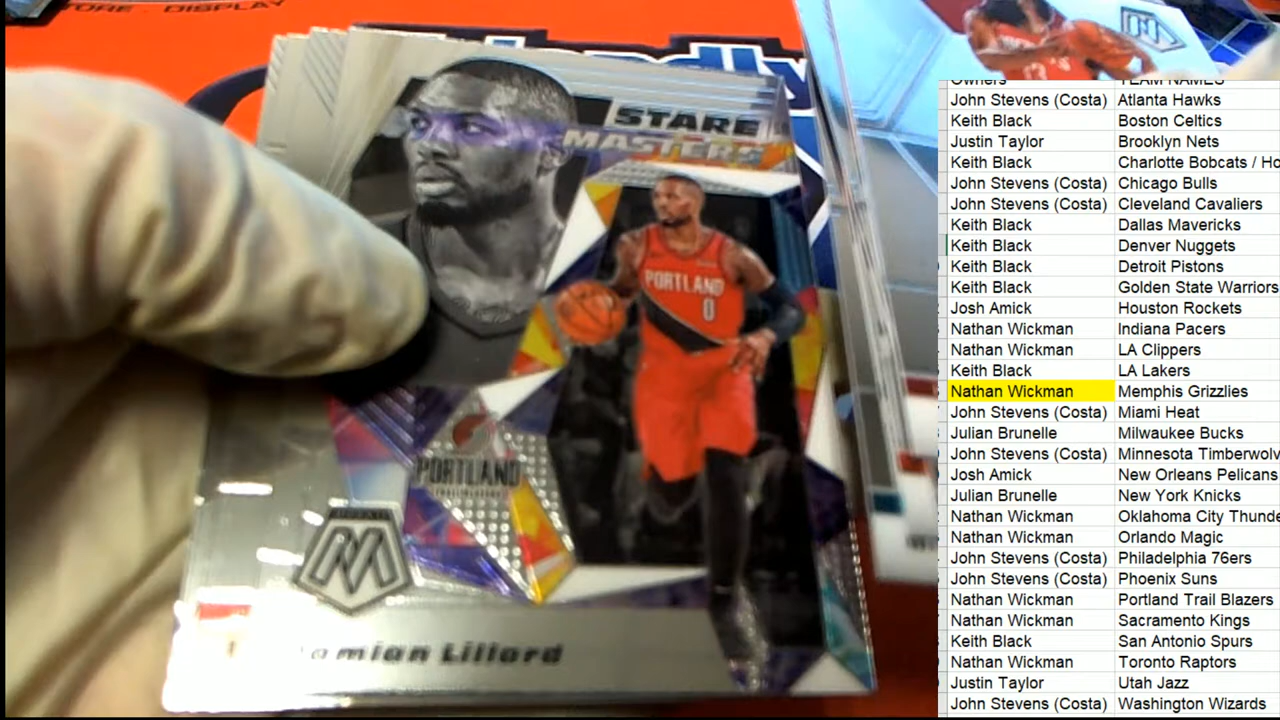 DISPLAY
STARE
MASTERS
PORTLAND
0
PORTLAND
M
amian Lillard
13
Owners TEAM NAMES
John Stevens (Costa) Atlanta Hawks
Keith Black Boston Celtics
Justin Taylor Brooklyn Nets
Keith Black Charlotte Bobcats / Ho
John Stevens (Costa) Chicago Bulls
John Stevens (Costa) Cleveland Cavaliers
Keith Black Dallas Mavericks
Keith Black Denver Nuggets
Keith Black Detroit Pistons
Keith Black Golden State Warriors
Josh Amick Houston Rockets
Nathan Wickman Indiana Pacers
Nathan Wickman LA Clippers
Keith Black LA Lakers
Nathan Wickman Memphis Grizzlies
John Stevens (Costa) Miami Heat
Julian Brunelle Milwaukee Bucks
John Stevens (Costa) Minnesota Timberwolv
Josh Amick New Orleans Pelicans
Julian Brunelle New York Knicks
Nathan Wickman Oklahoma City Thunde
Nathan Wickman Orlando Magic
John Stevens (Costa) Philadelphia 76ers
John Stevens (Costa) Phoenix Suns
Nathan Wickman Portland Trail Blazers
Nathan Wickman Sacramento Kings
Keith Black San Antonio Spurs
Nathan Wickman Toronto Raptors
Justin Taylor Utah Jazz
John Stevens (Costa) Washington Wizards